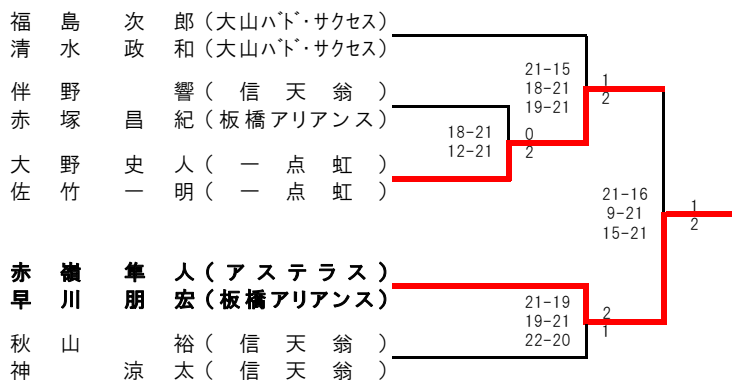 福島次郎(大山ﾊﾞﾄﾞ･サクセス)
清水政和(大山ﾊﾞﾄﾞ･サクセス)
伴野響(信天翁)
赤塚昌紀(板橋アリアンス)
大野史人(一点虹)
佐竹一明(一点虹)
赤嶺隼人(アステラス)
早川朋宏(板橋アリアンス)
秋山裕(信天翁)
神涼太(信天翁)
18-21
12-21
0
2
21-15
18-21
19-21
1
2
21-19
19-21
22-20
2
1
21-16
9-21
15-21
1
2